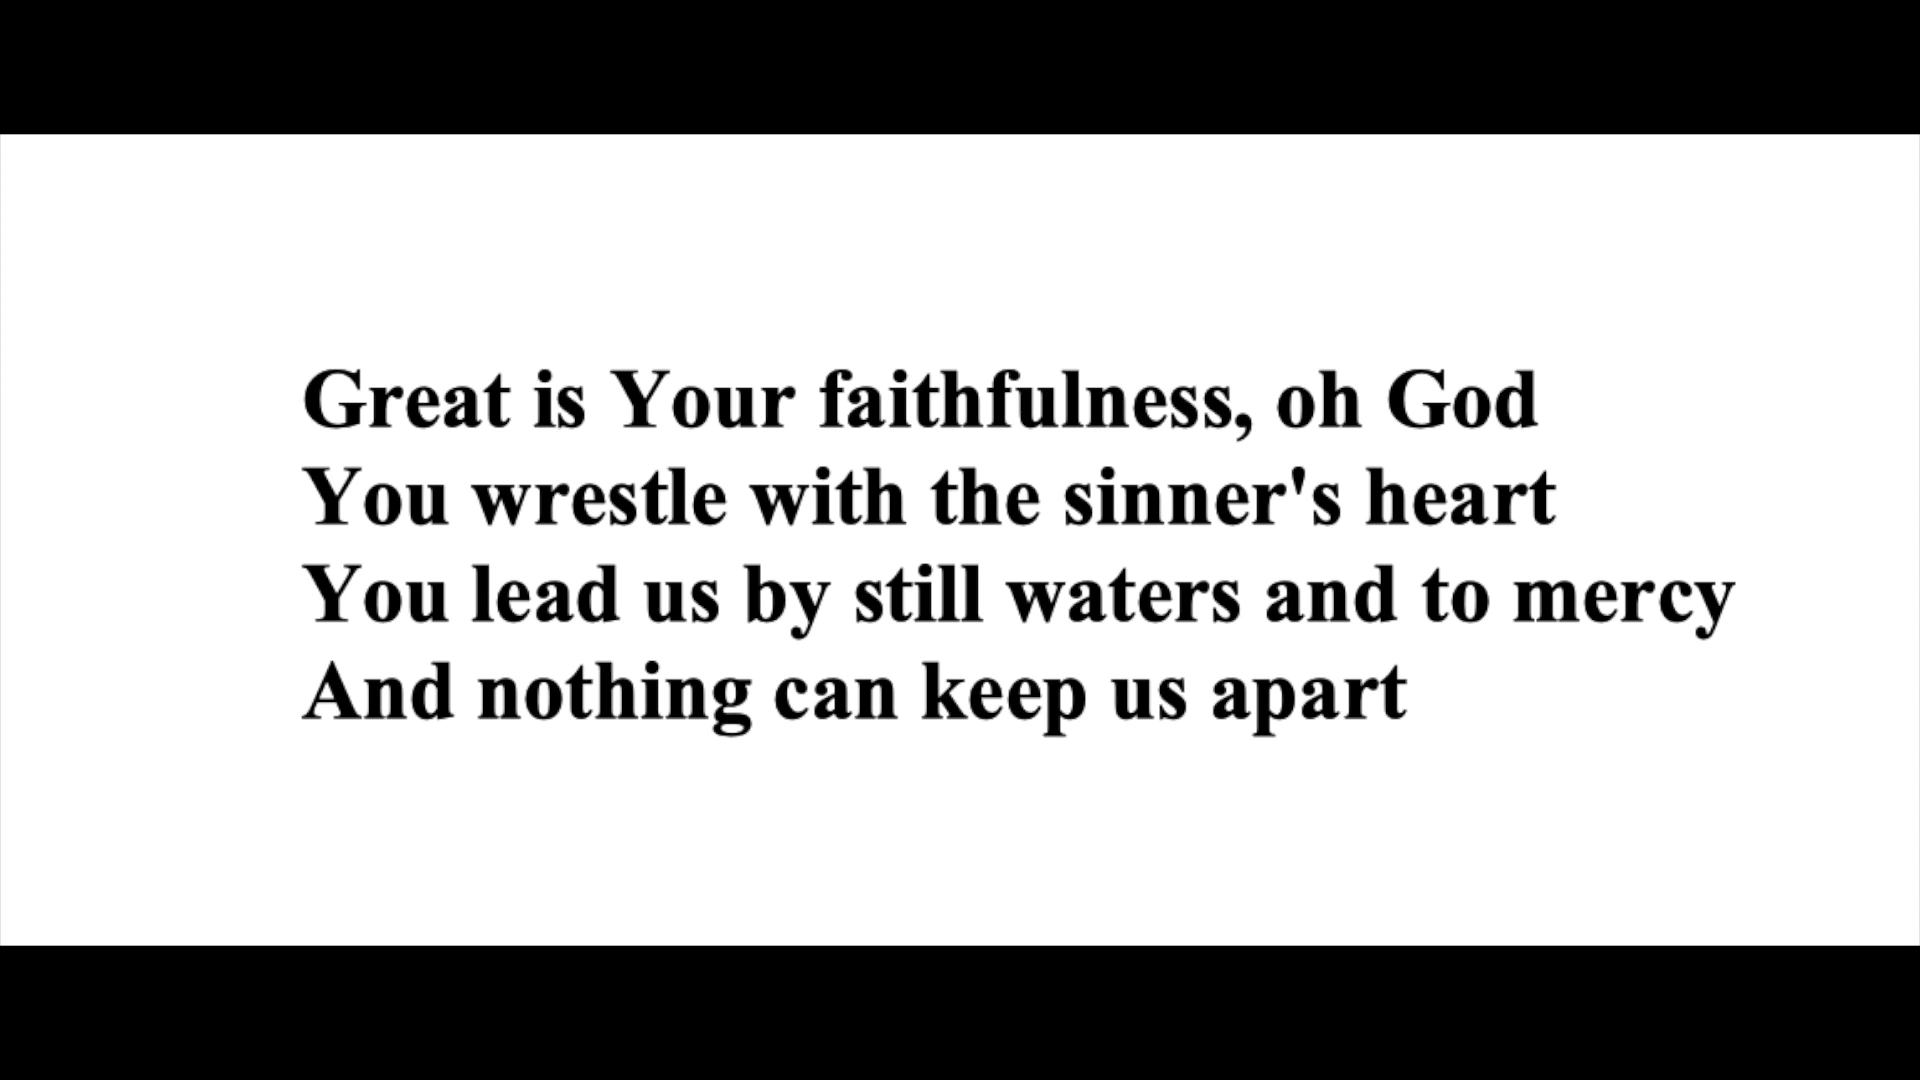 Great is Your faithfulness, oh God
You wrestle with the sinner's heart
You lead us by still waters and to mercy
And nothing can keep us apart